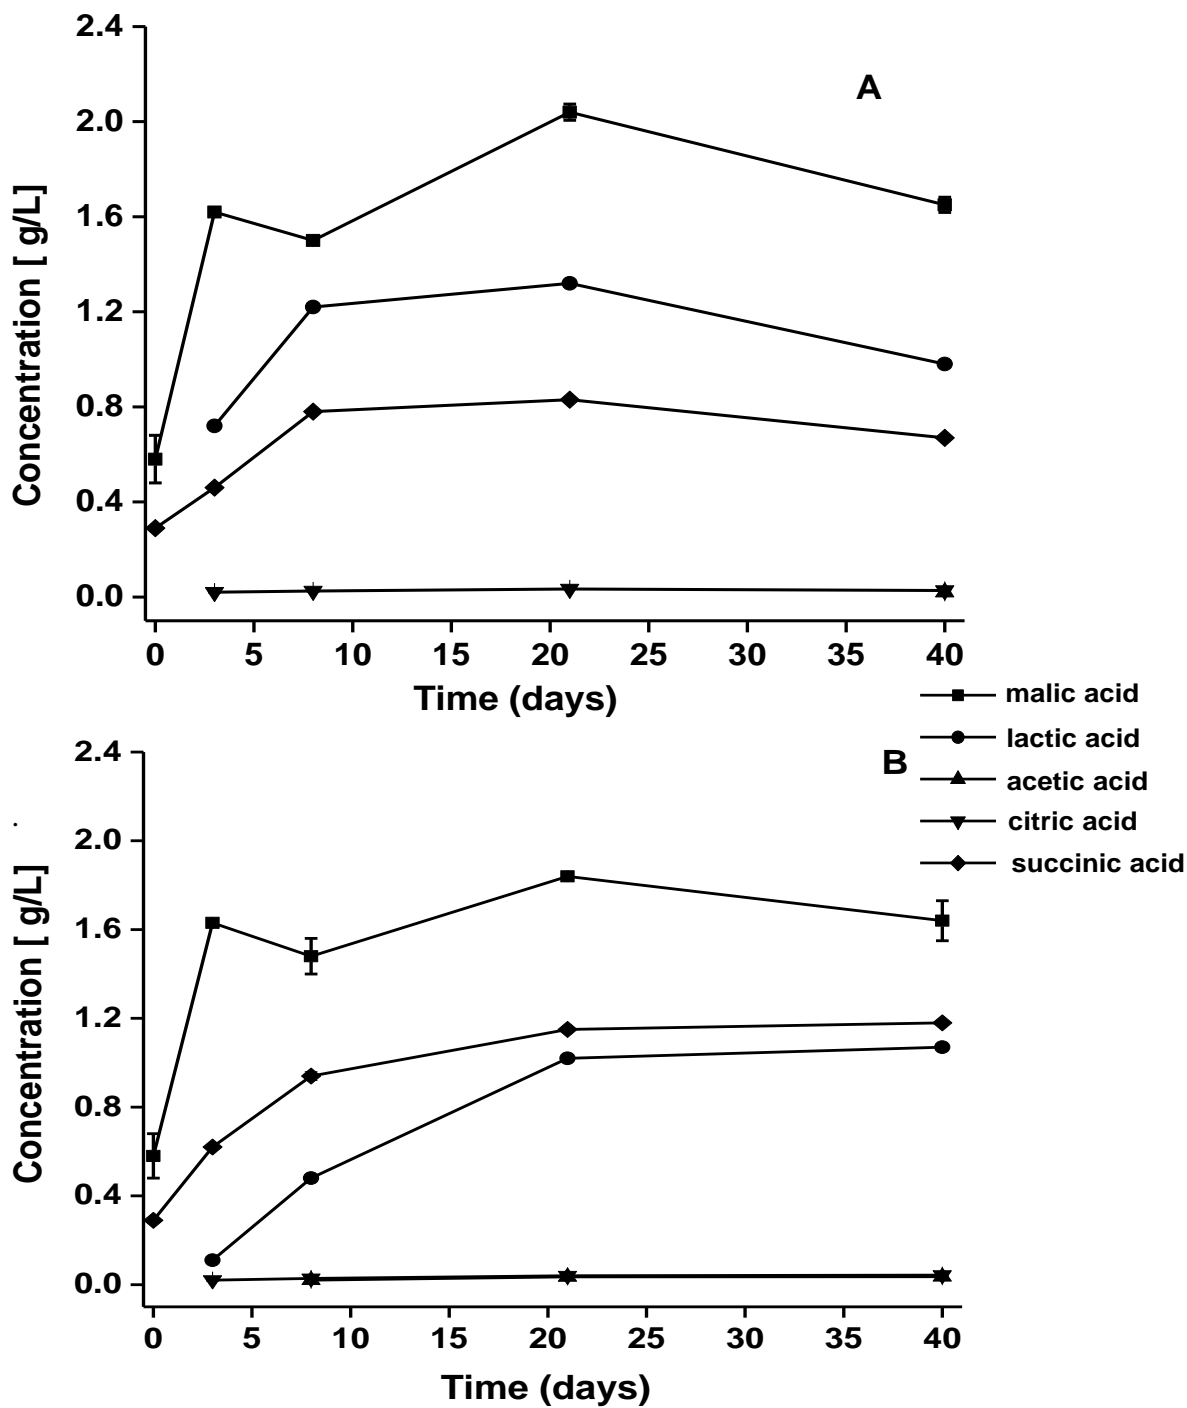 A
Concentration [ g/L]
2.4
2.0
1.6
1.2
0.8
0.4
0.0
0 5 10 15 20 25 30 35 40
Time (days)
malic acid
lactic acid
acetic acid
citric acid
succinic acid
B
Concentration [ g/L]
2.4
2.0
1.6
1.2
0.8
0.4
0.0
0 5 10 15 20 25 30 35 40
Time (days)